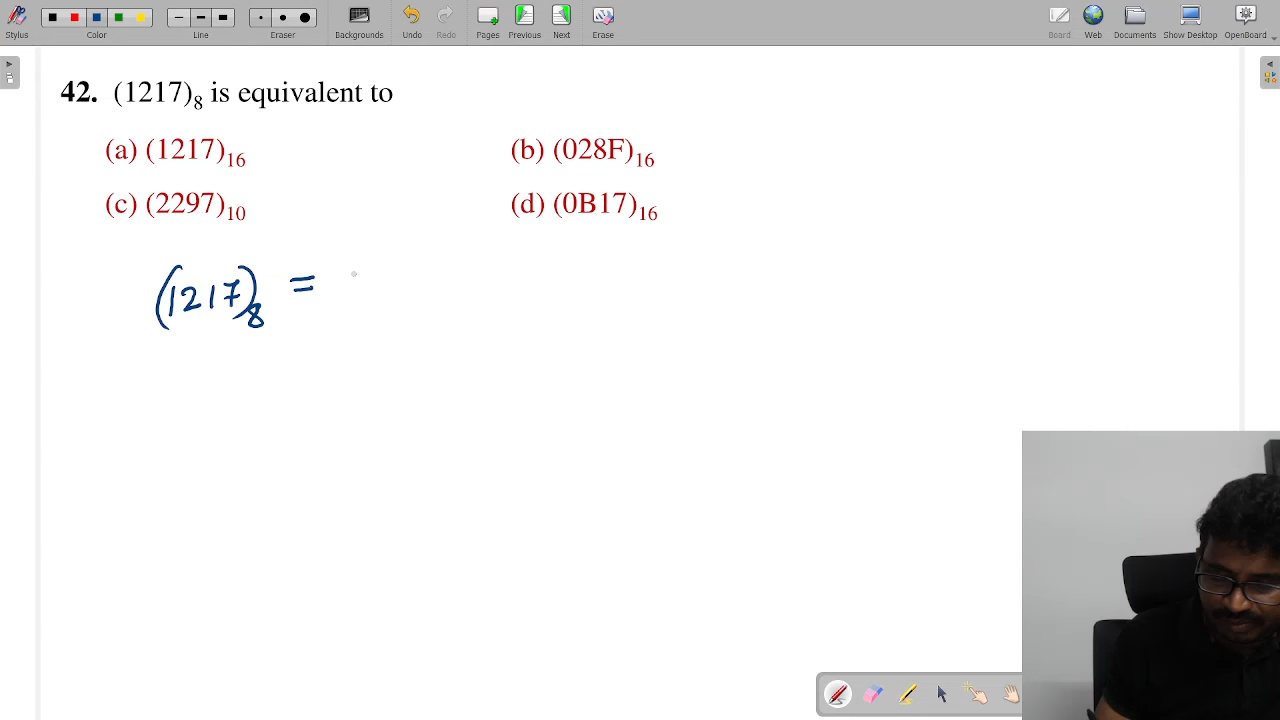 Stylus Color Line Eraser Backgrounds Undo Redo Pages Previous Next Erase Board Web Documents Show Desktop OpenBoard
42. (1217)₈ is equivalent to
(a) (1217)₁₆ (b) (028F)₁₆
(c) (2297)₁₀ (d) (0B17)₁₆
(1217)₈ =